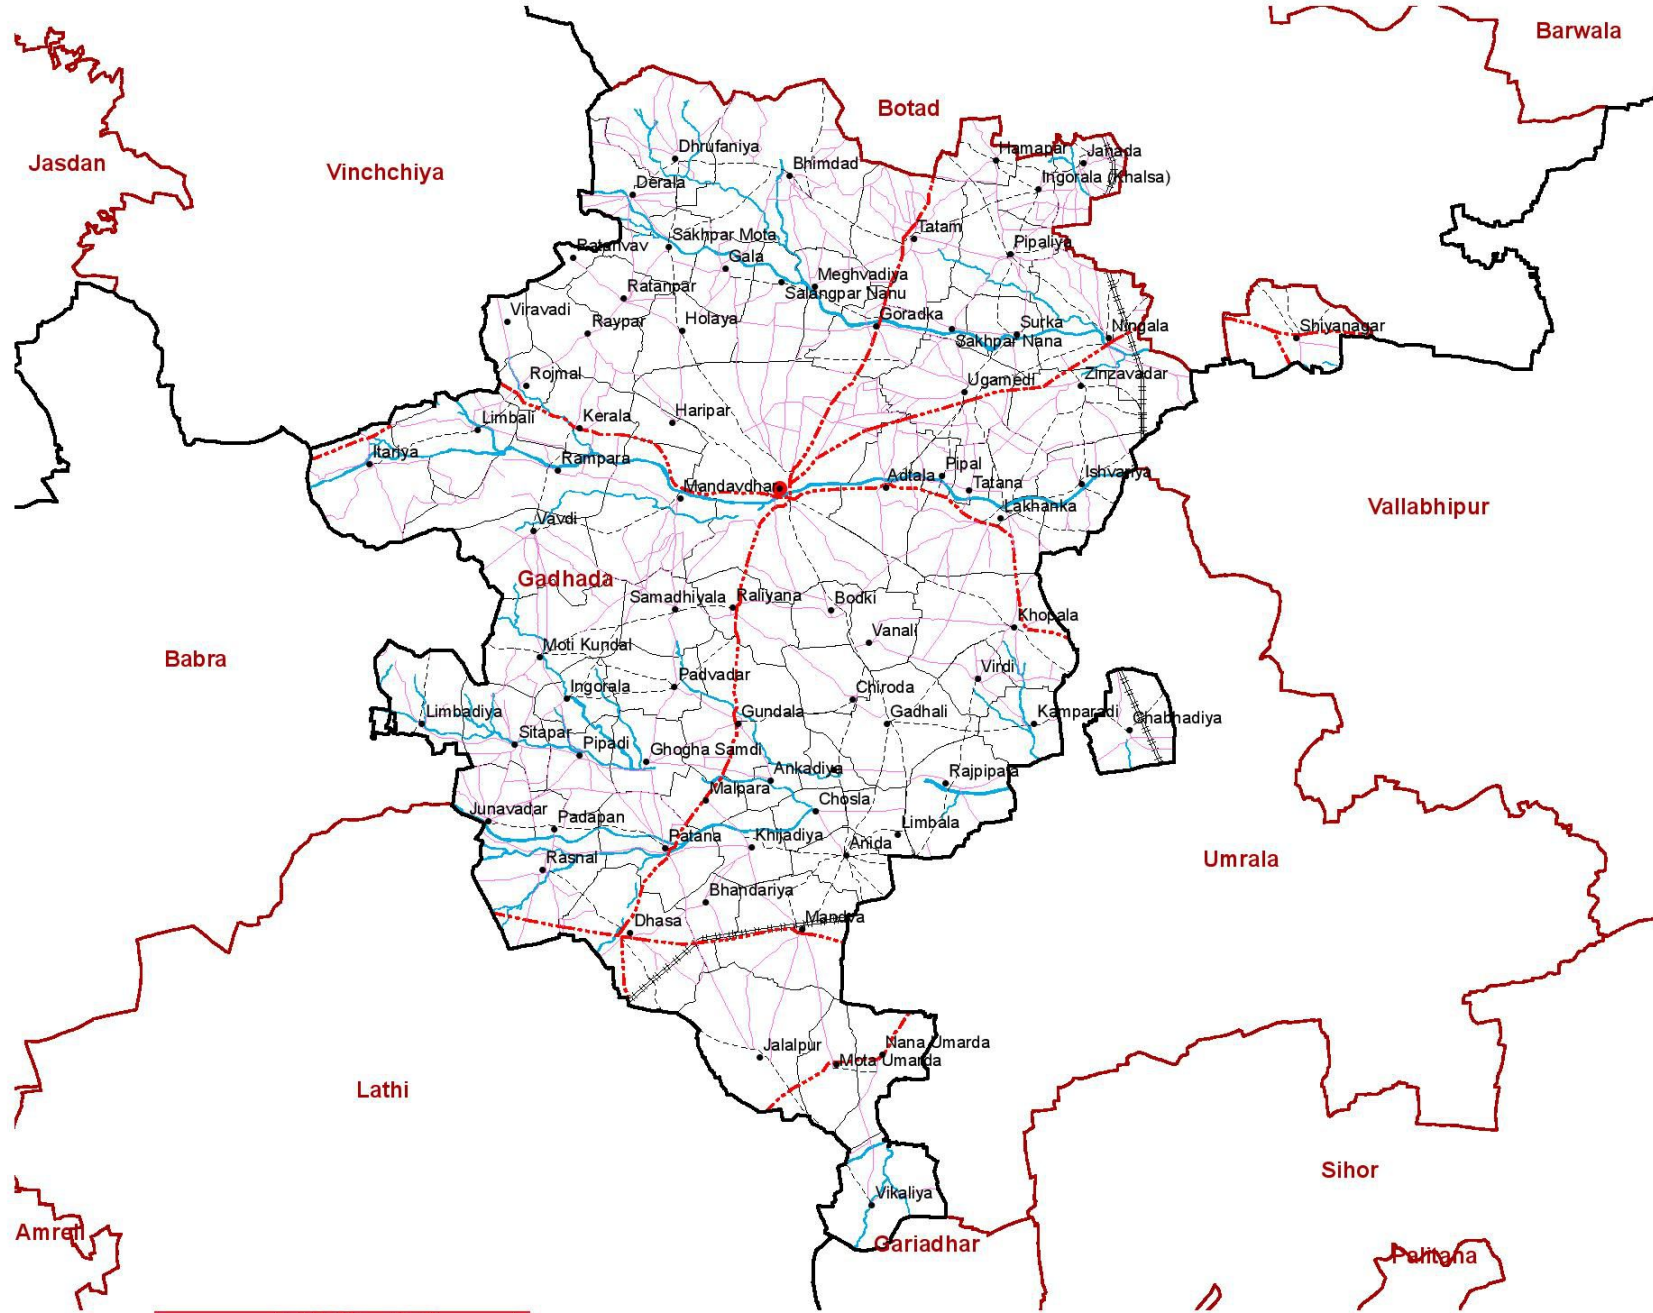 Barwala
Botad
Jasdan
Vinchchiya
Dhrufaniya
Hamapar
Janada
Bhimdad
Ingorala (Khalsa)
Derala
Tatam
Sakhpar Mota
Pipaliya
Ratanvav
Gala
Meghvadiya
Ratanpar
Salangpar Nanu
Viravadi
Raypar
Holaya
Goradka
Surka
Ningala
Shivanagar
Sakhpar Nana
Rojmal
Ugamedi
Zinzavadar
Limbali
Kerala
Haripar
Itariya
Rampara
Mandavdhar
Adtala
Pipal
Tatana
Ishvariya
Lakhanka
Vallabhipur
Vavdi
Gadhada
Samadhiyala
Raliyana
Bodki
Khopala
Vanali
Babra
Moti Kundal
Virdi
Padvadar
Ingorala
Chiroda
Limbadiya
Gundala
Gadhali
Kamparadi
Chabhadiya
Sitapar
Pipadi
Ghogha Samdi
Ankadiya
Rajpipala
Malpara
Chosla
Junavadar
Padapan
Limbala
Patana
Khijadiya
Anida
Rasnal
Umrala
Bhandariya
Dhasa
Mandva
Jalalpur
Nana Umarda
Mota Umarda
Lathi
Sihor
Vikaliya
Amreli
Gariadhar
Palitana